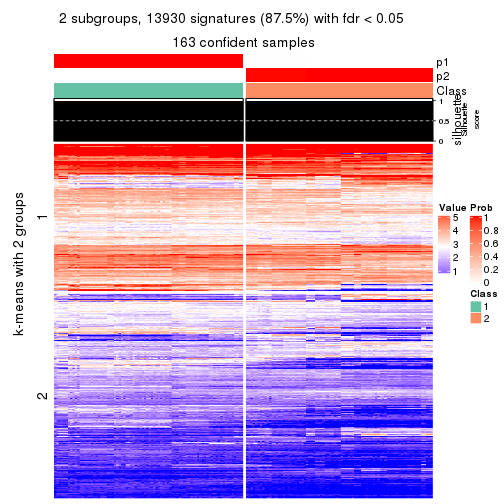 2 subgroups, 13930 signatures (87.5%) with fdr < 0.05
163 confident samples
p1
p2
Class
1
0.5
0
silhouette
Silhouette
score
k-means with 2 groups
1
2
Value
5
4
3
2
1
Prob
1
0.8
0.6
0.4
0.2
0
Class
1
2